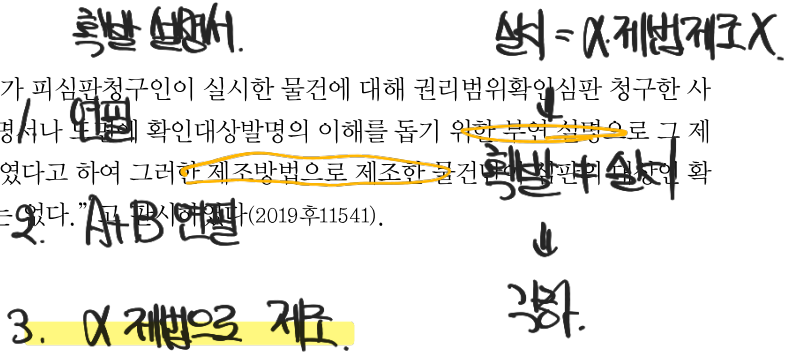 확발 설명서.
실시 = α제법제조X.
가 피심판청구인이 실시한 물건에 대해 권리범위확인심판 청구한 사
1. 연필
명서나 도면에 확인대상발명의 이해를 돕기 위한 부연 설명으로 그 제
였다고 하여 그러한 제조방법으로 제조한 물건만이 심판의 대상인 확
확발 ≠ 실시
는 없다.”고 판시하였다(2019후11541).
2. A+B 연필
각하.
3. α 제법으로 제조.